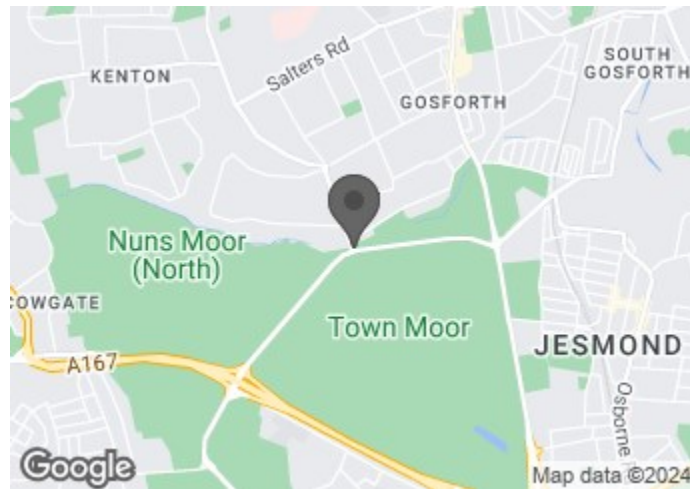 KENTON
Salters Rd
GOSFORTH
SOUTH
GOSFORTH
Nuns Moor
(North)
COWGATE
Town Moor
JESMOND
A167
Osborne
Google
Map data ©2024